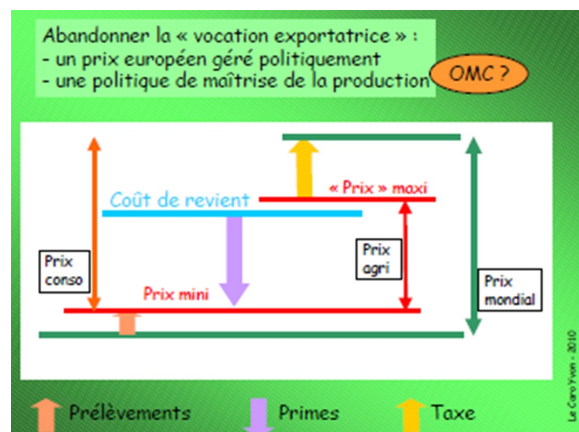 Abandonner la « vocation exportatrice » :
- un prix européen géré politiquement
- une politique de maîtrise de la production
OMC ?
« Prix » maxi
Coût de revient
Prix
conso
Prix
agri
Prix mini
Prix
mondial
Prélèvements
Primes
Taxe
Le Caro Yvon - 2010